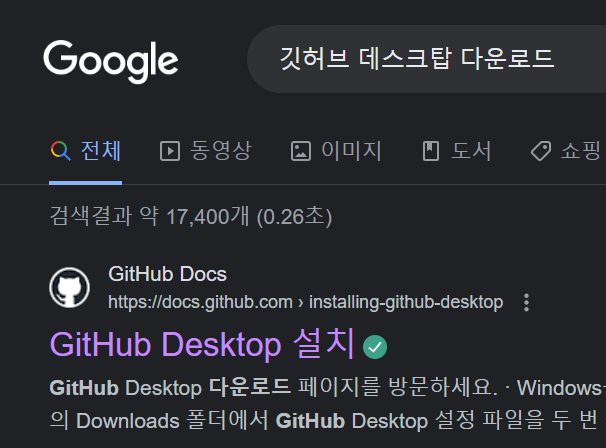 Google
깃허브 데스크탑 다운로드
전체 동영상 이미지 도서 쇼핑
검색결과 약 17,400개 (0.26초)
GitHub Docs
https://docs.github.com › installing-github-desktop
GitHub Desktop 설치
GitHub Desktop 다운로드 페이지를 방문하세요. · Windows
의 Downloads 폴더에서 GitHub Desktop 설정 파일을 두 번